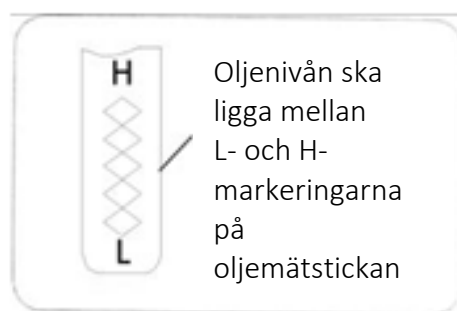 H
L
Oljenivån ska
ligga mellan
L- och H-
markeringarna
på
oljemätstickan